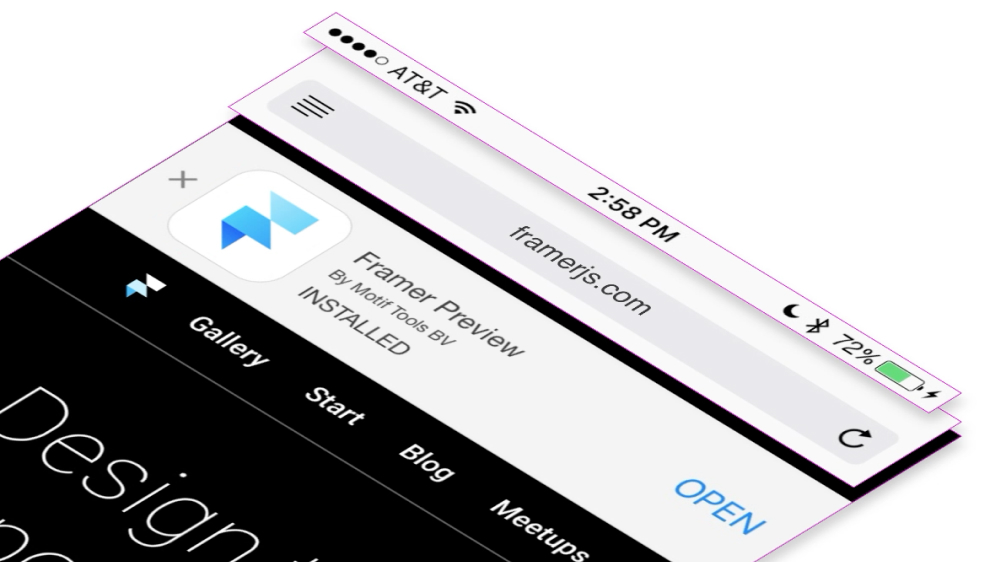 AT&T
2:58 PM
72%
framerjs.com
Framer Preview
By Motif Tools BV
INSTALLED
OPEN
Gallery Start Blog Meetups
Design